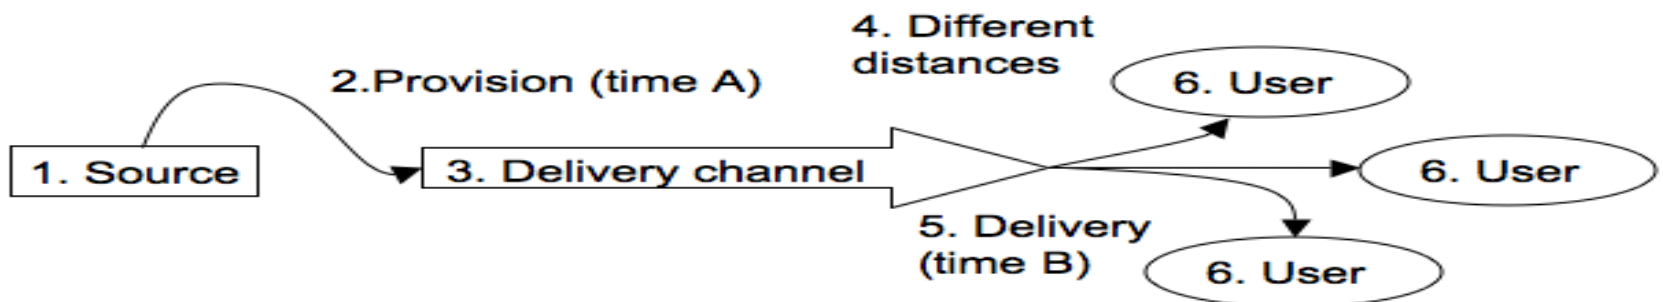 4. Different
distances
2.Provision (time A)
6. User
1. Source
3. Delivery channel
6. User
5. Delivery
(time B)
6. User